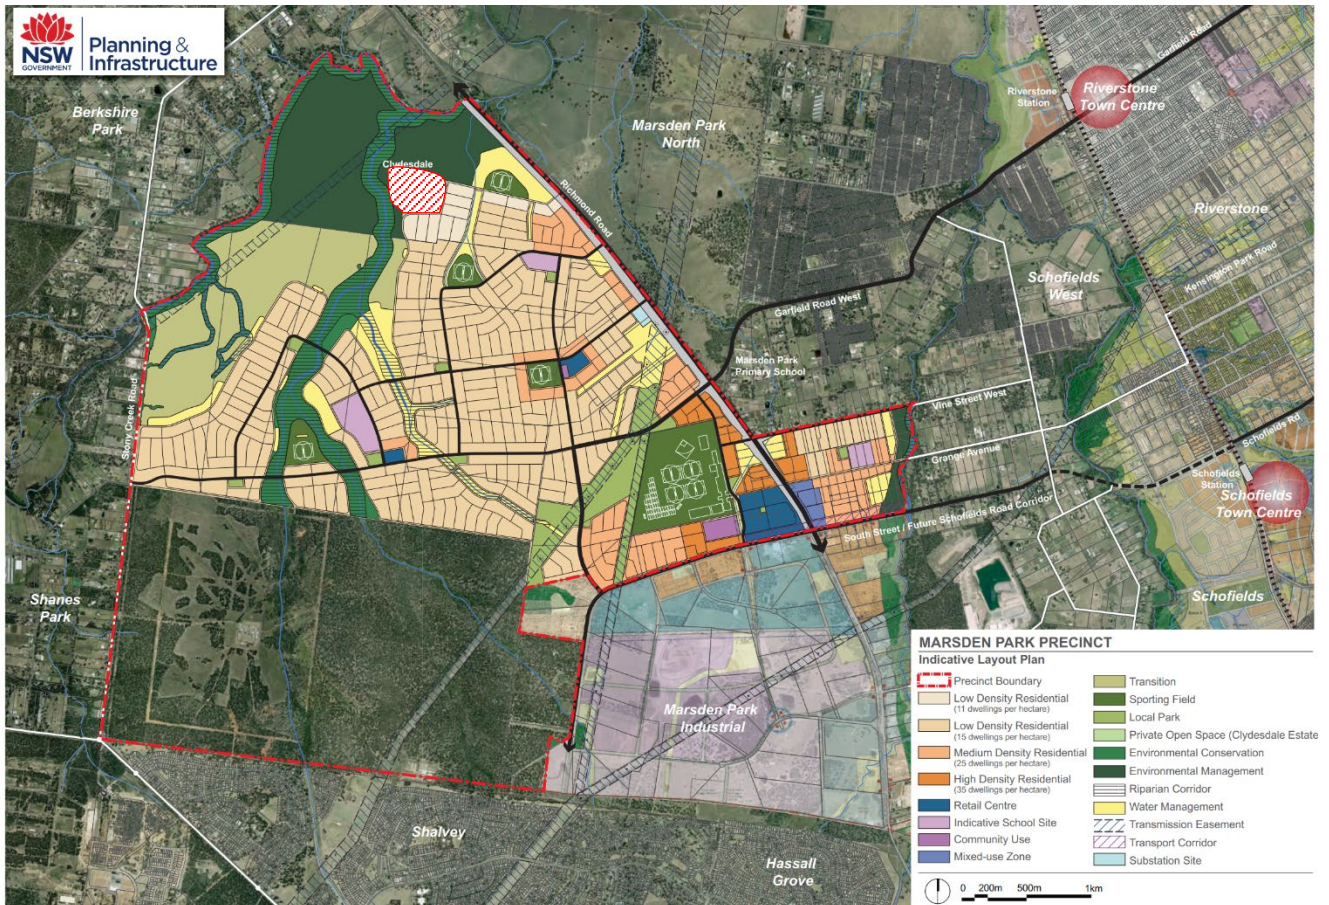 NSW
GOVERNMENT
Planning &
Infrastructure
Berkshire
Park
Clydesdale
Marsden Park
North
Richmond Road
Riverstone
Station
Riverstone
Town Centre
Garfield Road
Riverstone
Kensington Park Road
Schofields
West
Garfield Road West
Marsden Park
Primary School
Stony Creek Road
Vine Street West
Grange Avenue
Schofields Rd
Schofields
Station
Schofields
Town Centre
South Street / Future Schofields Road Corridor
Shanes
Park
Schofields
Marsden Park
Industrial
Shalvey
Hassall
Grove
MARSDEN PARK PRECINCT
Indicative Layout Plan
Precinct Boundary
Low Density Residential
(11 dwellings per hectare)
Low Density Residential
(15 dwellings per hectare)
Medium Density Residential
(25 dwellings per hectare)
High Density Residential
(35 dwellings per hectare)
Retail Centre
Indicative School Site
Community Use
Mixed-use Zone
Transition
Sporting Field
Local Park
Private Open Space (Clydesdale Estate
Environmental Conservation
Environmental Management
Riparian Corridor
Water Management
Transmission Easement
Transport Corridor
Substation Site
0 200m 500m 1km